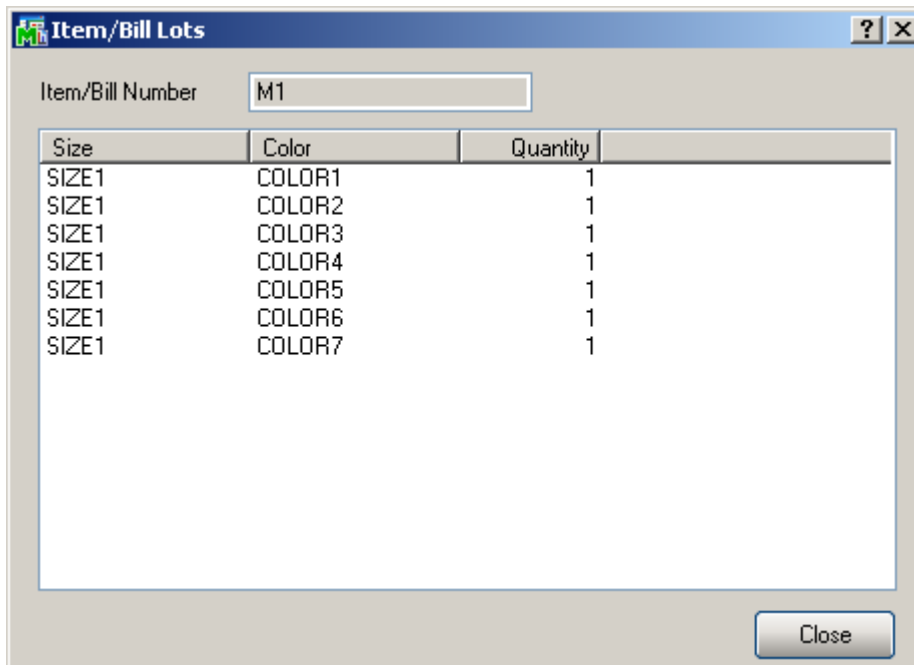 Item/Bill Lots
Item/Bill Number M1
Size Color Quantity
SIZE1 COLOR1 1
SIZE1 COLOR2 1
SIZE1 COLOR3 1
SIZE1 COLOR4 1
SIZE1 COLOR5 1
SIZE1 COLOR6 1
SIZE1 COLOR7 1
Close